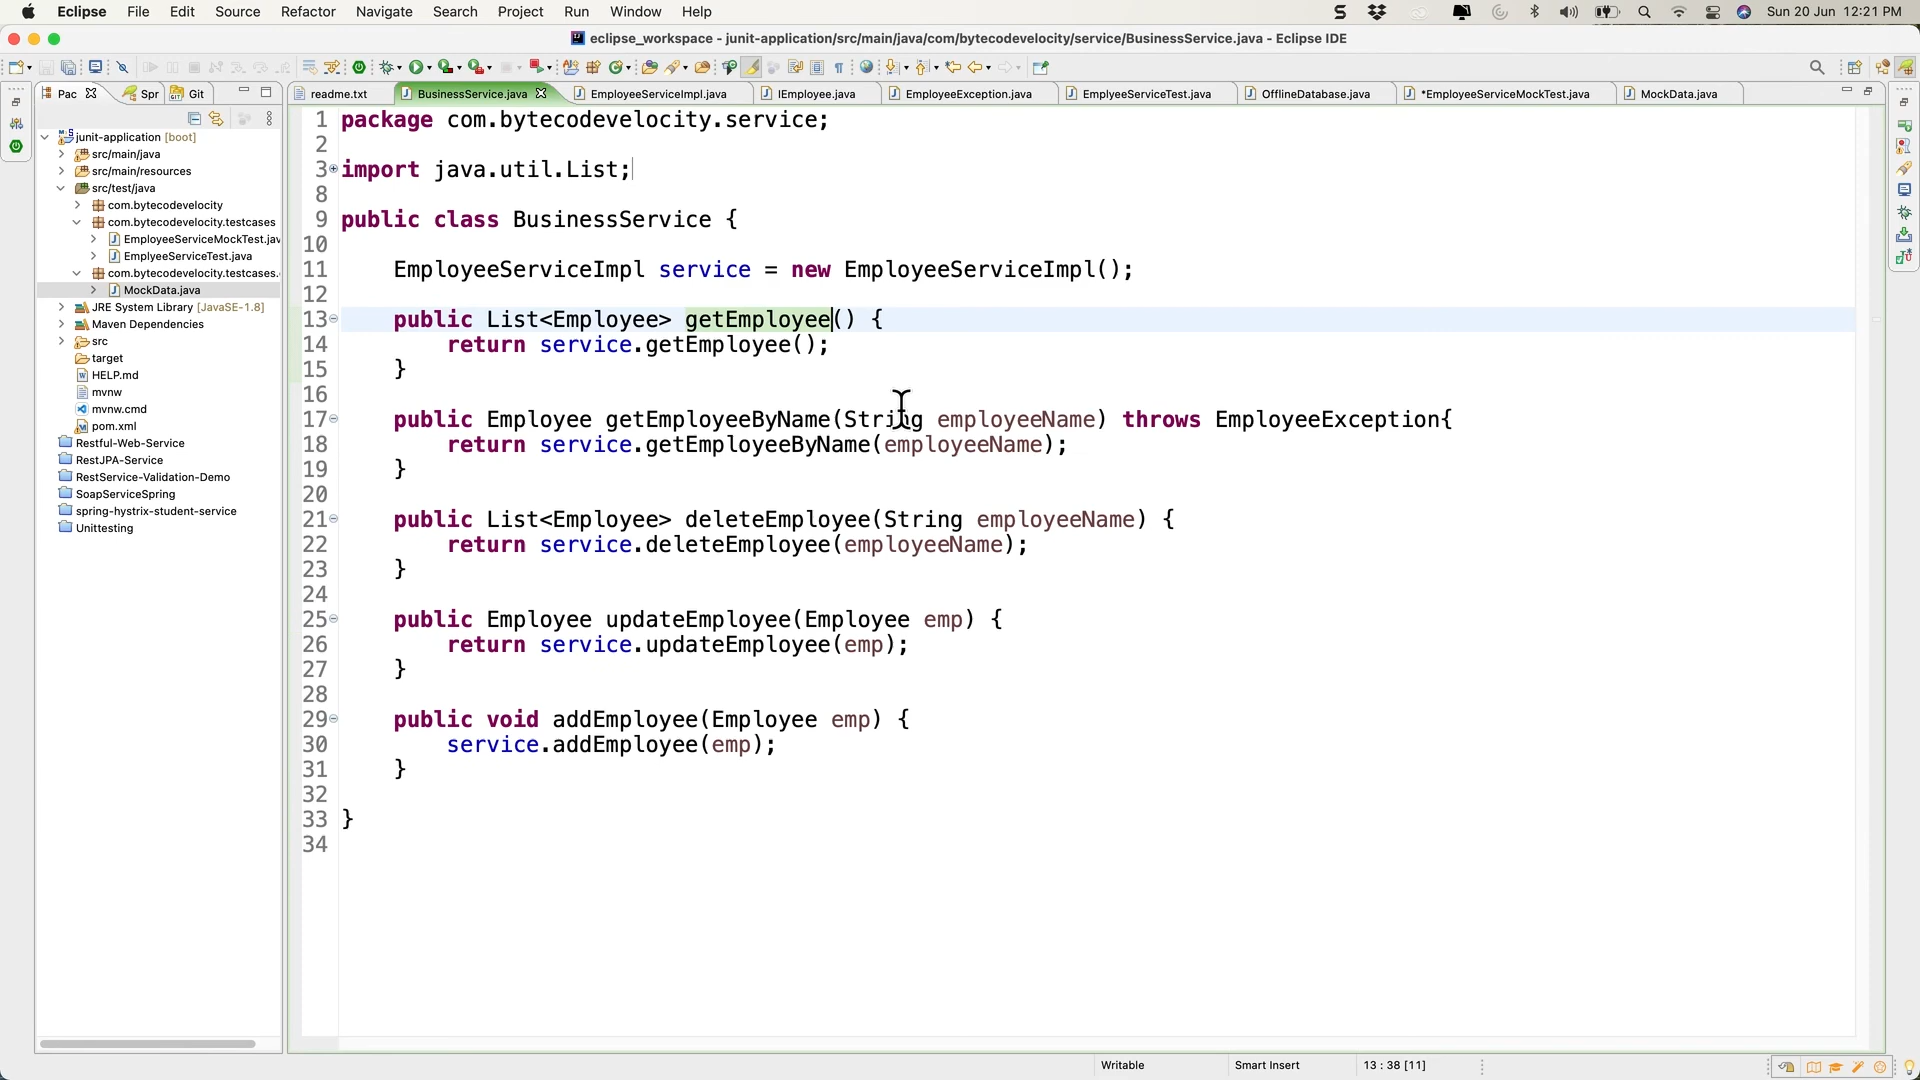 Eclipse File Edit Source Refactor Navigate Search Project Run Window Help Sun 20 Jun 12:21 PM
eclipse_workspace - junit-application/src/main/java/com/bytecodevelocity/service/BusinessService.java - Eclipse IDE
Pac Spr Git
readme.txt BusinessService.java EmployeeServiceImpl.java IEmployee.java EmployeeException.java EmplyeeServiceTest.java OfflineDatabase.java *EmployeeServiceMockTest.java MockData.java
junit-application [boot]
src/main/java
src/main/resources
src/test/java
com.bytecodevelocity
com.bytecodevelocity.testcases
EmployeeServiceMockTest.jav
EmplyeeServiceTest.java
com.bytecodevelocity.testcases.
MockData.java
JRE System Library [JavaSE-1.8]
Maven Dependencies
src
target
HELP.md
mvnw
mvnw.cmd
pom.xml
Restful-Web-Service
RestJPA-Service
RestService-Validation-Demo
SoapServiceSpring
spring-hystrix-student-service
Unittesting
1 package com.bytecodevelocity.service;
2
3 import java.util.List;
8
9 public class BusinessService {
10
11 EmployeeServiceImpl service = new EmployeeServiceImpl();
12
13 public List<Employee> getEmployee() {
14 return service.getEmployee();
15 }
16
17 public Employee getEmployeeByName(String employeeName) throws EmployeeException{
18 return service.getEmployeeByName(employeeName);
19 }
20
21 public List<Employee> deleteEmployee(String employeeName) {
22 return service.deleteEmployee(employeeName);
23 }
24
25 public Employee updateEmployee(Employee emp) {
26 return service.updateEmployee(emp);
27 }
28
29 public void addEmployee(Employee emp) {
30 service.addEmployee(emp);
31 }
32
33 }
34
Writable Smart Insert 13 : 38 [11]